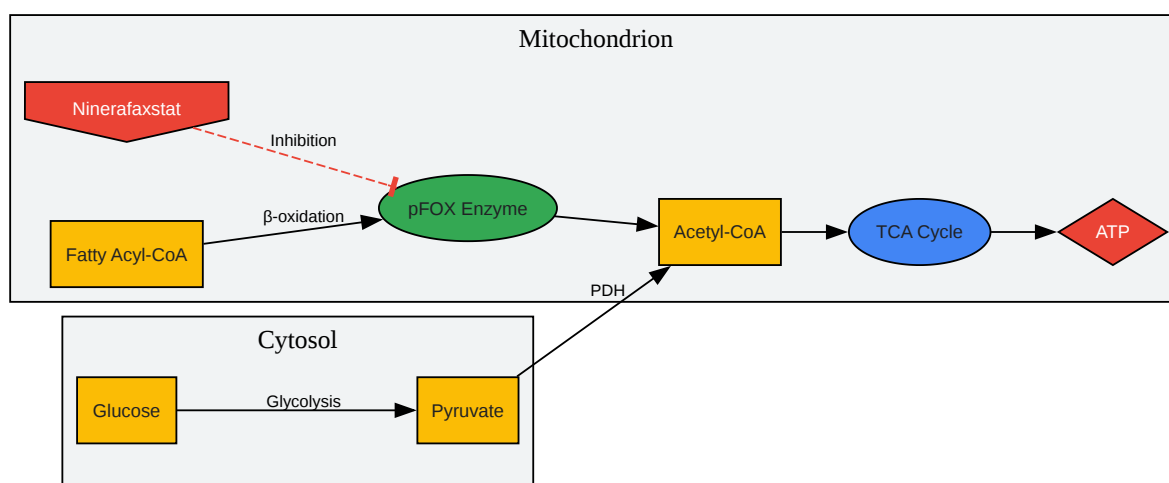 Mitochondrion
Ninerafaxstat
Inhibition
β-oxidation
pFOX Enzyme
Fatty Acyl-CoA
Acetyl-CoA
TCA Cycle
ATP
PDH
Cytosol
Glucose
Glycolysis
Pyruvate